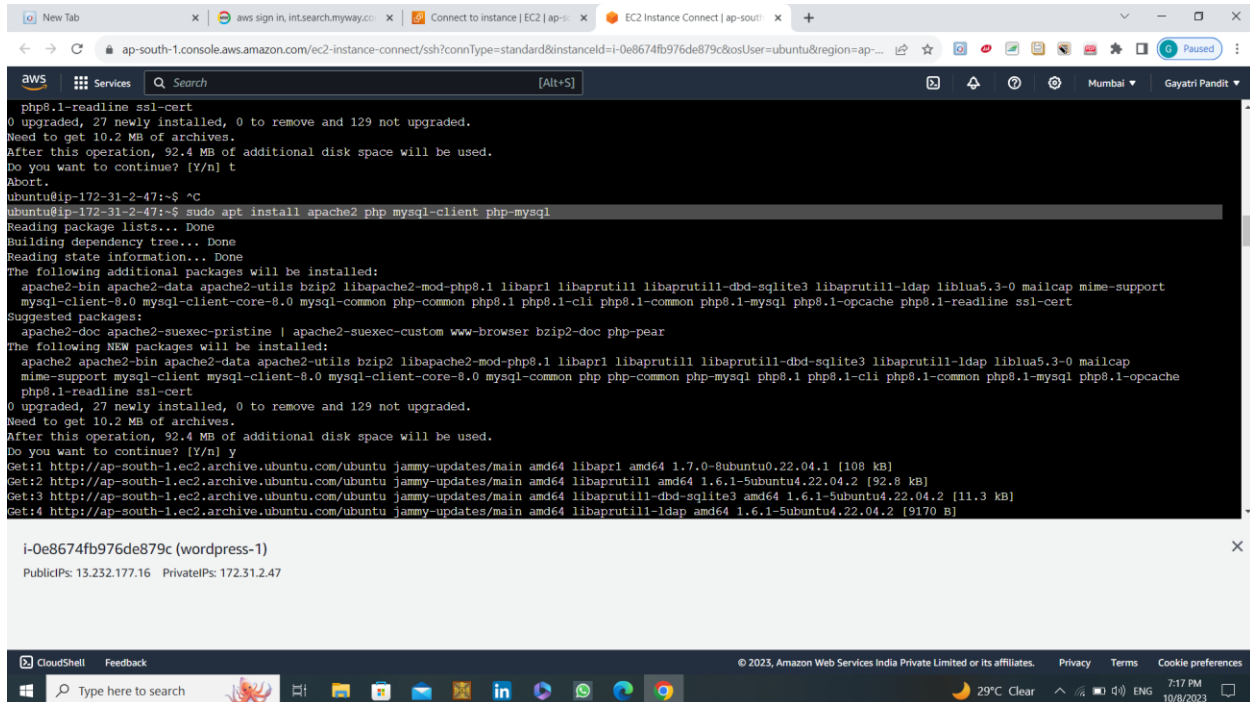 New Tab
aws sign in, int.search.myway.co
Connect to instance | EC2 | ap-s
EC2 Instance Connect | ap-south
ap-south-1.console.aws.amazon.com/ec2-instance-connect/ssh?connType=standard&instanceId=i-0e8674fb976de879c&osUser=ubuntu&region=ap-...
G Paused
aws Services Search [Alt+S] Mumbai Gayatri Pandit
php8.1-readline ssl-cert
0 upgraded, 27 newly installed, 0 to remove and 129 not upgraded.
Need to get 10.2 MB of archives.
After this operation, 92.4 MB of additional disk space will be used.
Do you want to continue? [Y/n] t
Abort.
ubuntu@ip-172-31-2-47:~$ ^C
ubuntu@ip-172-31-2-47:~$ sudo apt install apache2 php mysql-client php-mysql
Reading package lists... Done
Building dependency tree... Done
Reading state information... Done
The following additional packages will be installed:
apache2-bin apache2-data apache2-utils bzip2 libapache2-mod-php8.1 libapr1 libaprutil1 libaprutil1-dbd-sqlite3 libaprutil1-ldap liblua5.3-0 mailcap mime-support
mysql-client-8.0 mysql-client-core-8.0 mysql-common php-common php8.1 php8.1-cli php8.1-common php8.1-mysql php8.1-opcache php8.1-readline ssl-cert
Suggested packages:
apache2-doc apache2-suexec-pristine | apache2-suexec-custom www-browser bzip2-doc php-pear
The following NEW packages will be installed:
apache2 apache2-bin apache2-data apache2-utils bzip2 libapache2-mod-php8.1 libapr1 libaprutil1 libaprutil1-dbd-sqlite3 libaprutil1-ldap liblua5.3-0 mailcap
mime-support mysql-client mysql-client-8.0 mysql-client-core-8.0 mysql-common php php-common php-mysql php8.1 php8.1-cli php8.1-common php8.1-mysql php8.1-opcache
php8.1-readline ssl-cert
0 upgraded, 27 newly installed, 0 to remove and 129 not upgraded.
Need to get 10.2 MB of archives.
After this operation, 92.4 MB of additional disk space will be used.
Do you want to continue? [Y/n] y
Get:1 http://ap-south-1.ec2.archive.ubuntu.com/ubuntu jammy-updates/main amd64 libapr1 amd64 1.7.0-8ubuntu0.22.04.1 [108 kB]
Get:2 http://ap-south-1.ec2.archive.ubuntu.com/ubuntu jammy-updates/main amd64 libaprutil1 amd64 1.6.1-5ubuntu4.22.04.2 [92.8 kB]
Get:3 http://ap-south-1.ec2.archive.ubuntu.com/ubuntu jammy-updates/main amd64 libaprutil1-dbd-sqlite3 amd64 1.6.1-5ubuntu4.22.04.2 [11.3 kB]
Get:4 http://ap-south-1.ec2.archive.ubuntu.com/ubuntu jammy-updates/main amd64 libaprutil1-ldap amd64 1.6.1-5ubuntu4.22.04.2 [9170 B]
i-0e8674fb976de879c (wordpress-1)
PublicIPs: 13.232.177.16 PrivateIPs: 172.31.2.47
CloudShell Feedback © 2023, Amazon Web Services India Private Limited or its affiliates. Privacy Terms Cookie preferences
Type here to search 29°C Clear ENG 7:17 PM
10/8/2023